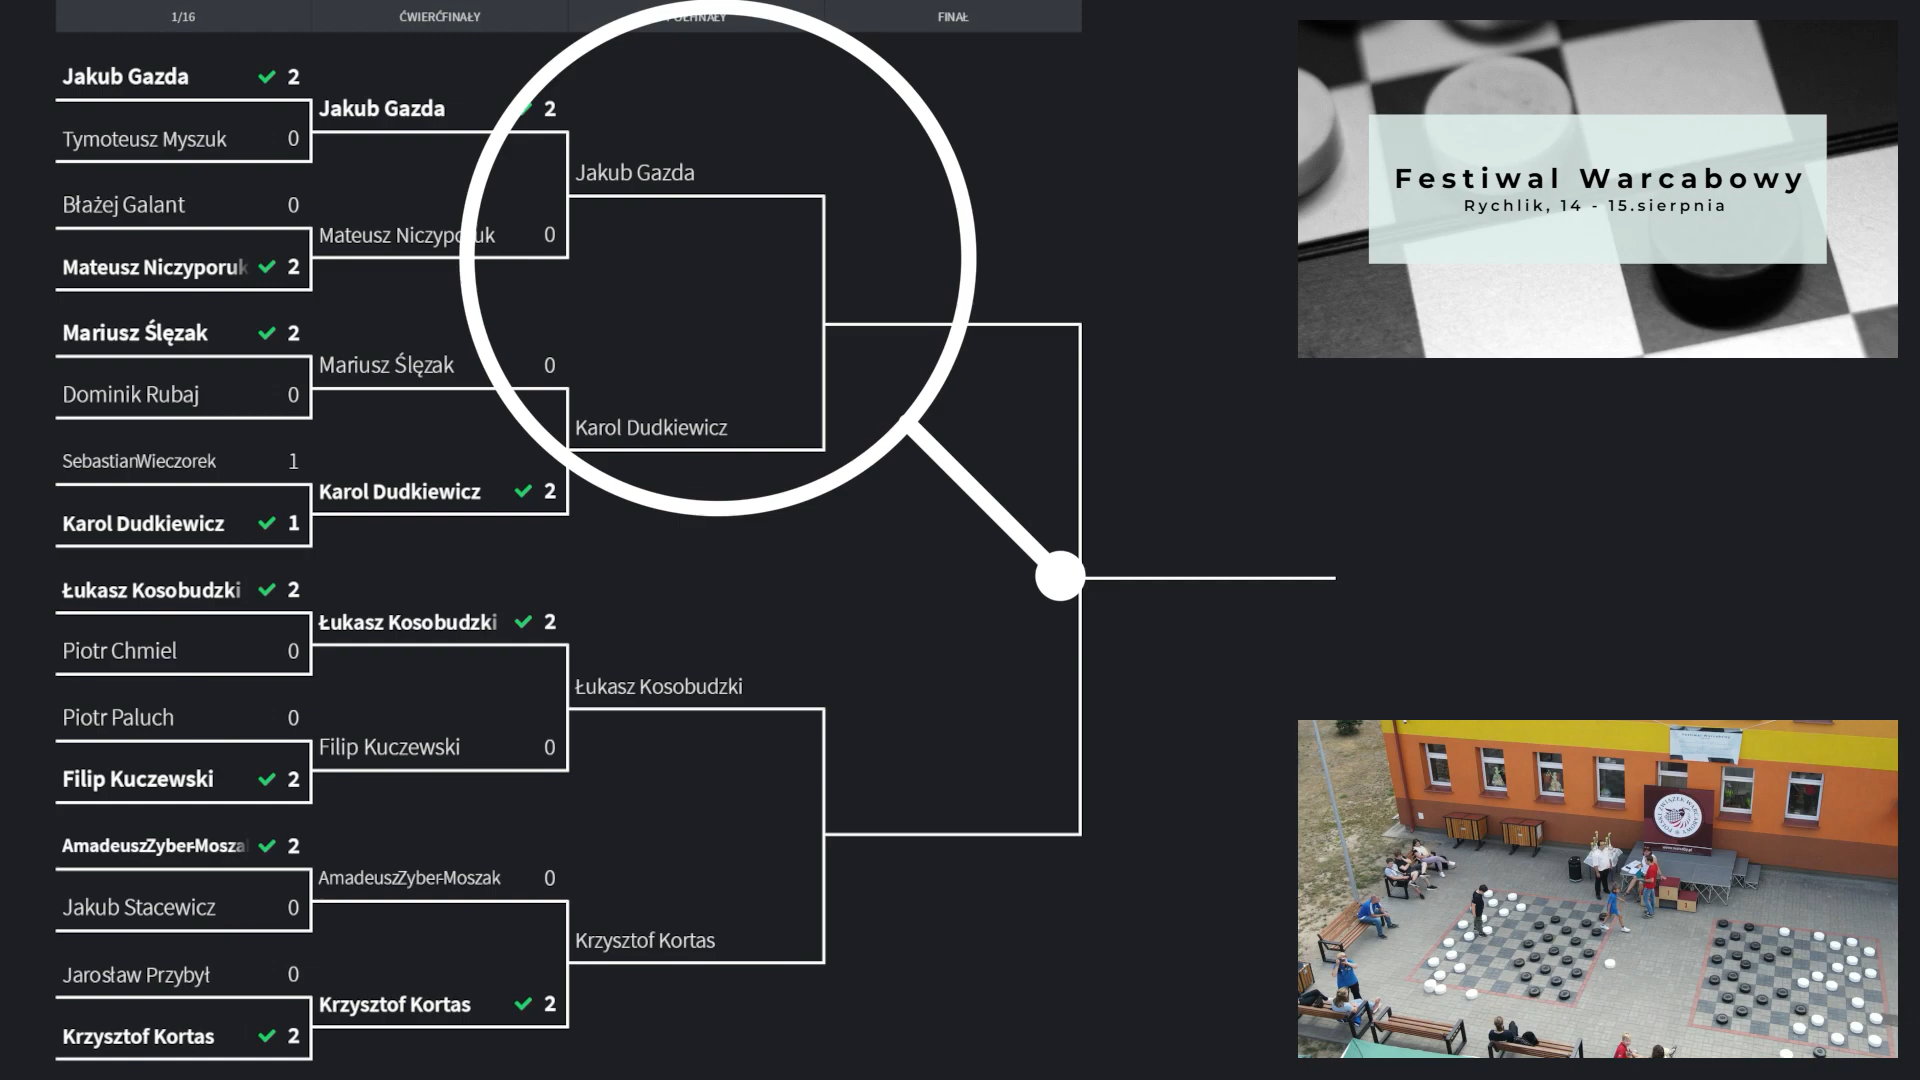 1/16
ĆWIERĆFINAŁY
FINAŁ
Jakub Gazda 2
Tymoteusz Myszuk 0
Błażej Galant 0
Mateusz Niczyporuk 2
Mariusz Ślęzak 2
Dominik Rubaj 0
SebastianWieczorek 1
Karol Dudkiewicz 1
Łukasz Kosobudzki 2
Piotr Chmiel 0
Piotr Paluch 0
Filip Kuczewski 2
AmadeuszZyber-Mosza 2
Jakub Stacewicz 0
Jarosław Przybył 0
Krzysztof Kortas 2
Jakub Gazda 2
Mateusz Niczyporuk 0
Mariusz Ślęzak 0
Karol Dudkiewicz 2
Łukasz Kosobudzki 2
Filip Kuczewski 0
AmadeuszZyber-Moszak 0
Krzysztof Kortas 2
Jakub Gazda
Karol Dudkiewicz
Łukasz Kosobudzki
Krzysztof Kortas
Festiwal Warcabowy
Rychlik, 14 - 15.sierpnia
POLSKI ZWIĄZEK WARCABOWY